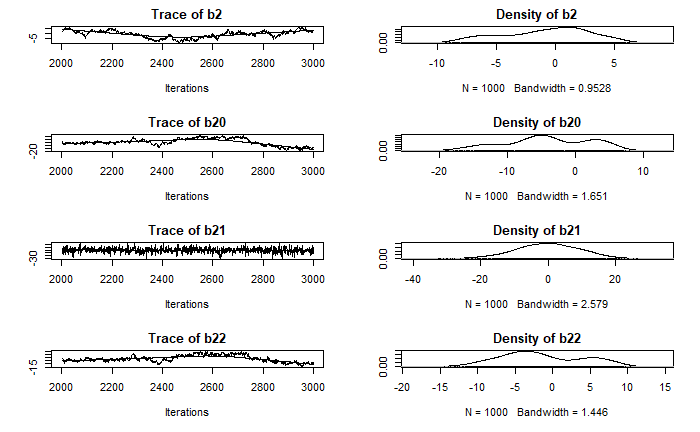 Trace of b2
-5
2000 2200 2400 2600 2800 3000
Iterations
Density of b2
0.00
-10 -5 0 5
N = 1000 Bandwidth = 0.9528
Trace of b20
-20
2000 2200 2400 2600 2800 3000
Iterations
Density of b20
0.00
-20 -10 0 10
N = 1000 Bandwidth = 1.651
Trace of b21
-30
2000 2200 2400 2600 2800 3000
Iterations
Density of b21
0.00
-40 -20 0 20
N = 1000 Bandwidth = 2.579
Trace of b22
-15
2000 2200 2400 2600 2800 3000
Iterations
Density of b22
0.00
-20 -15 -10 -5 0 5 10 15
N = 1000 Bandwidth = 1.446